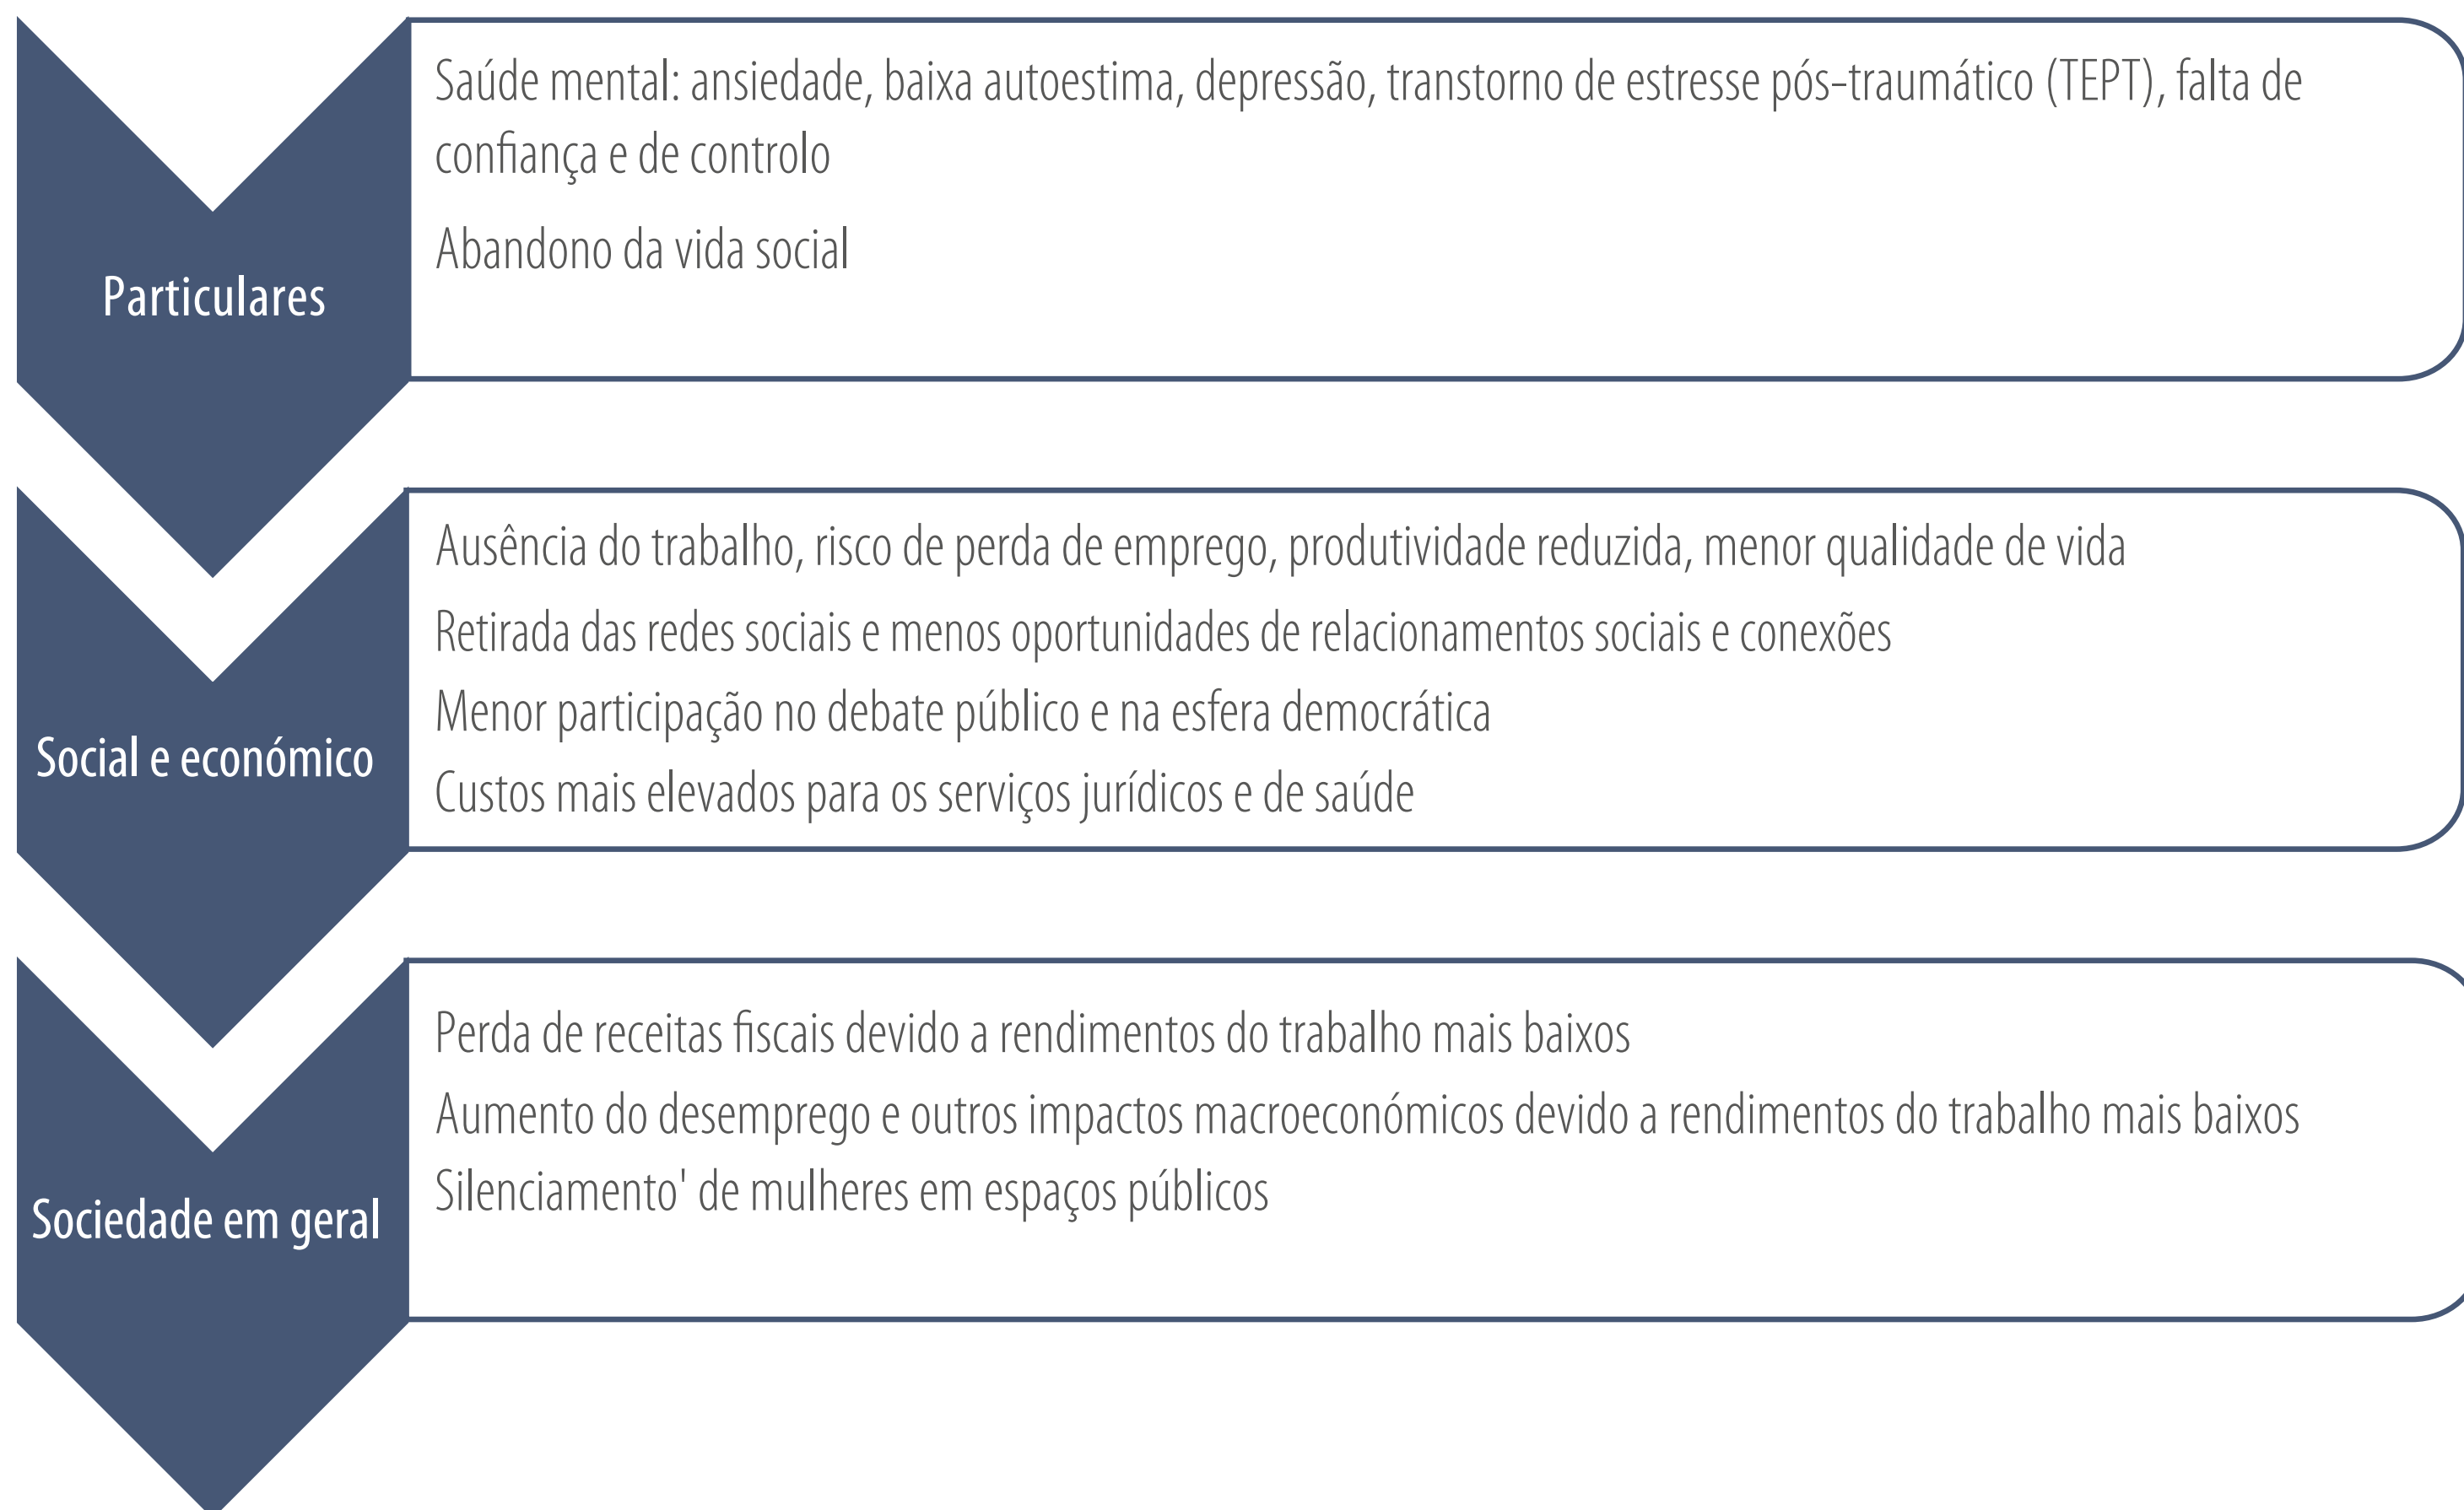 Saúde mental: ansiedade, baixa autoestima, depressão, transtorno de estresse pós-traumático (TEPT), falta de
confiança e de controlo
Abandono da vida social
Particulares
Ausência do trabalho, risco de perda de emprego, produtividade reduzida, menor qualidade de vida
Retirada das redes sociais e menos oportunidades de relacionamentos sociais e conexões
Menor participação no debate público e na esfera democrática
Custos mais elevados para os serviços jurídicos e de saúde
Social e económico
Perda de receitas fiscais devido a rendimentos do trabalho mais baixos
Aumento do desemprego e outros impactos macroeconómicos devido a rendimentos do trabalho mais baixos
Silenciamento' de mulheres em espaços públicos
Sociedade em geral